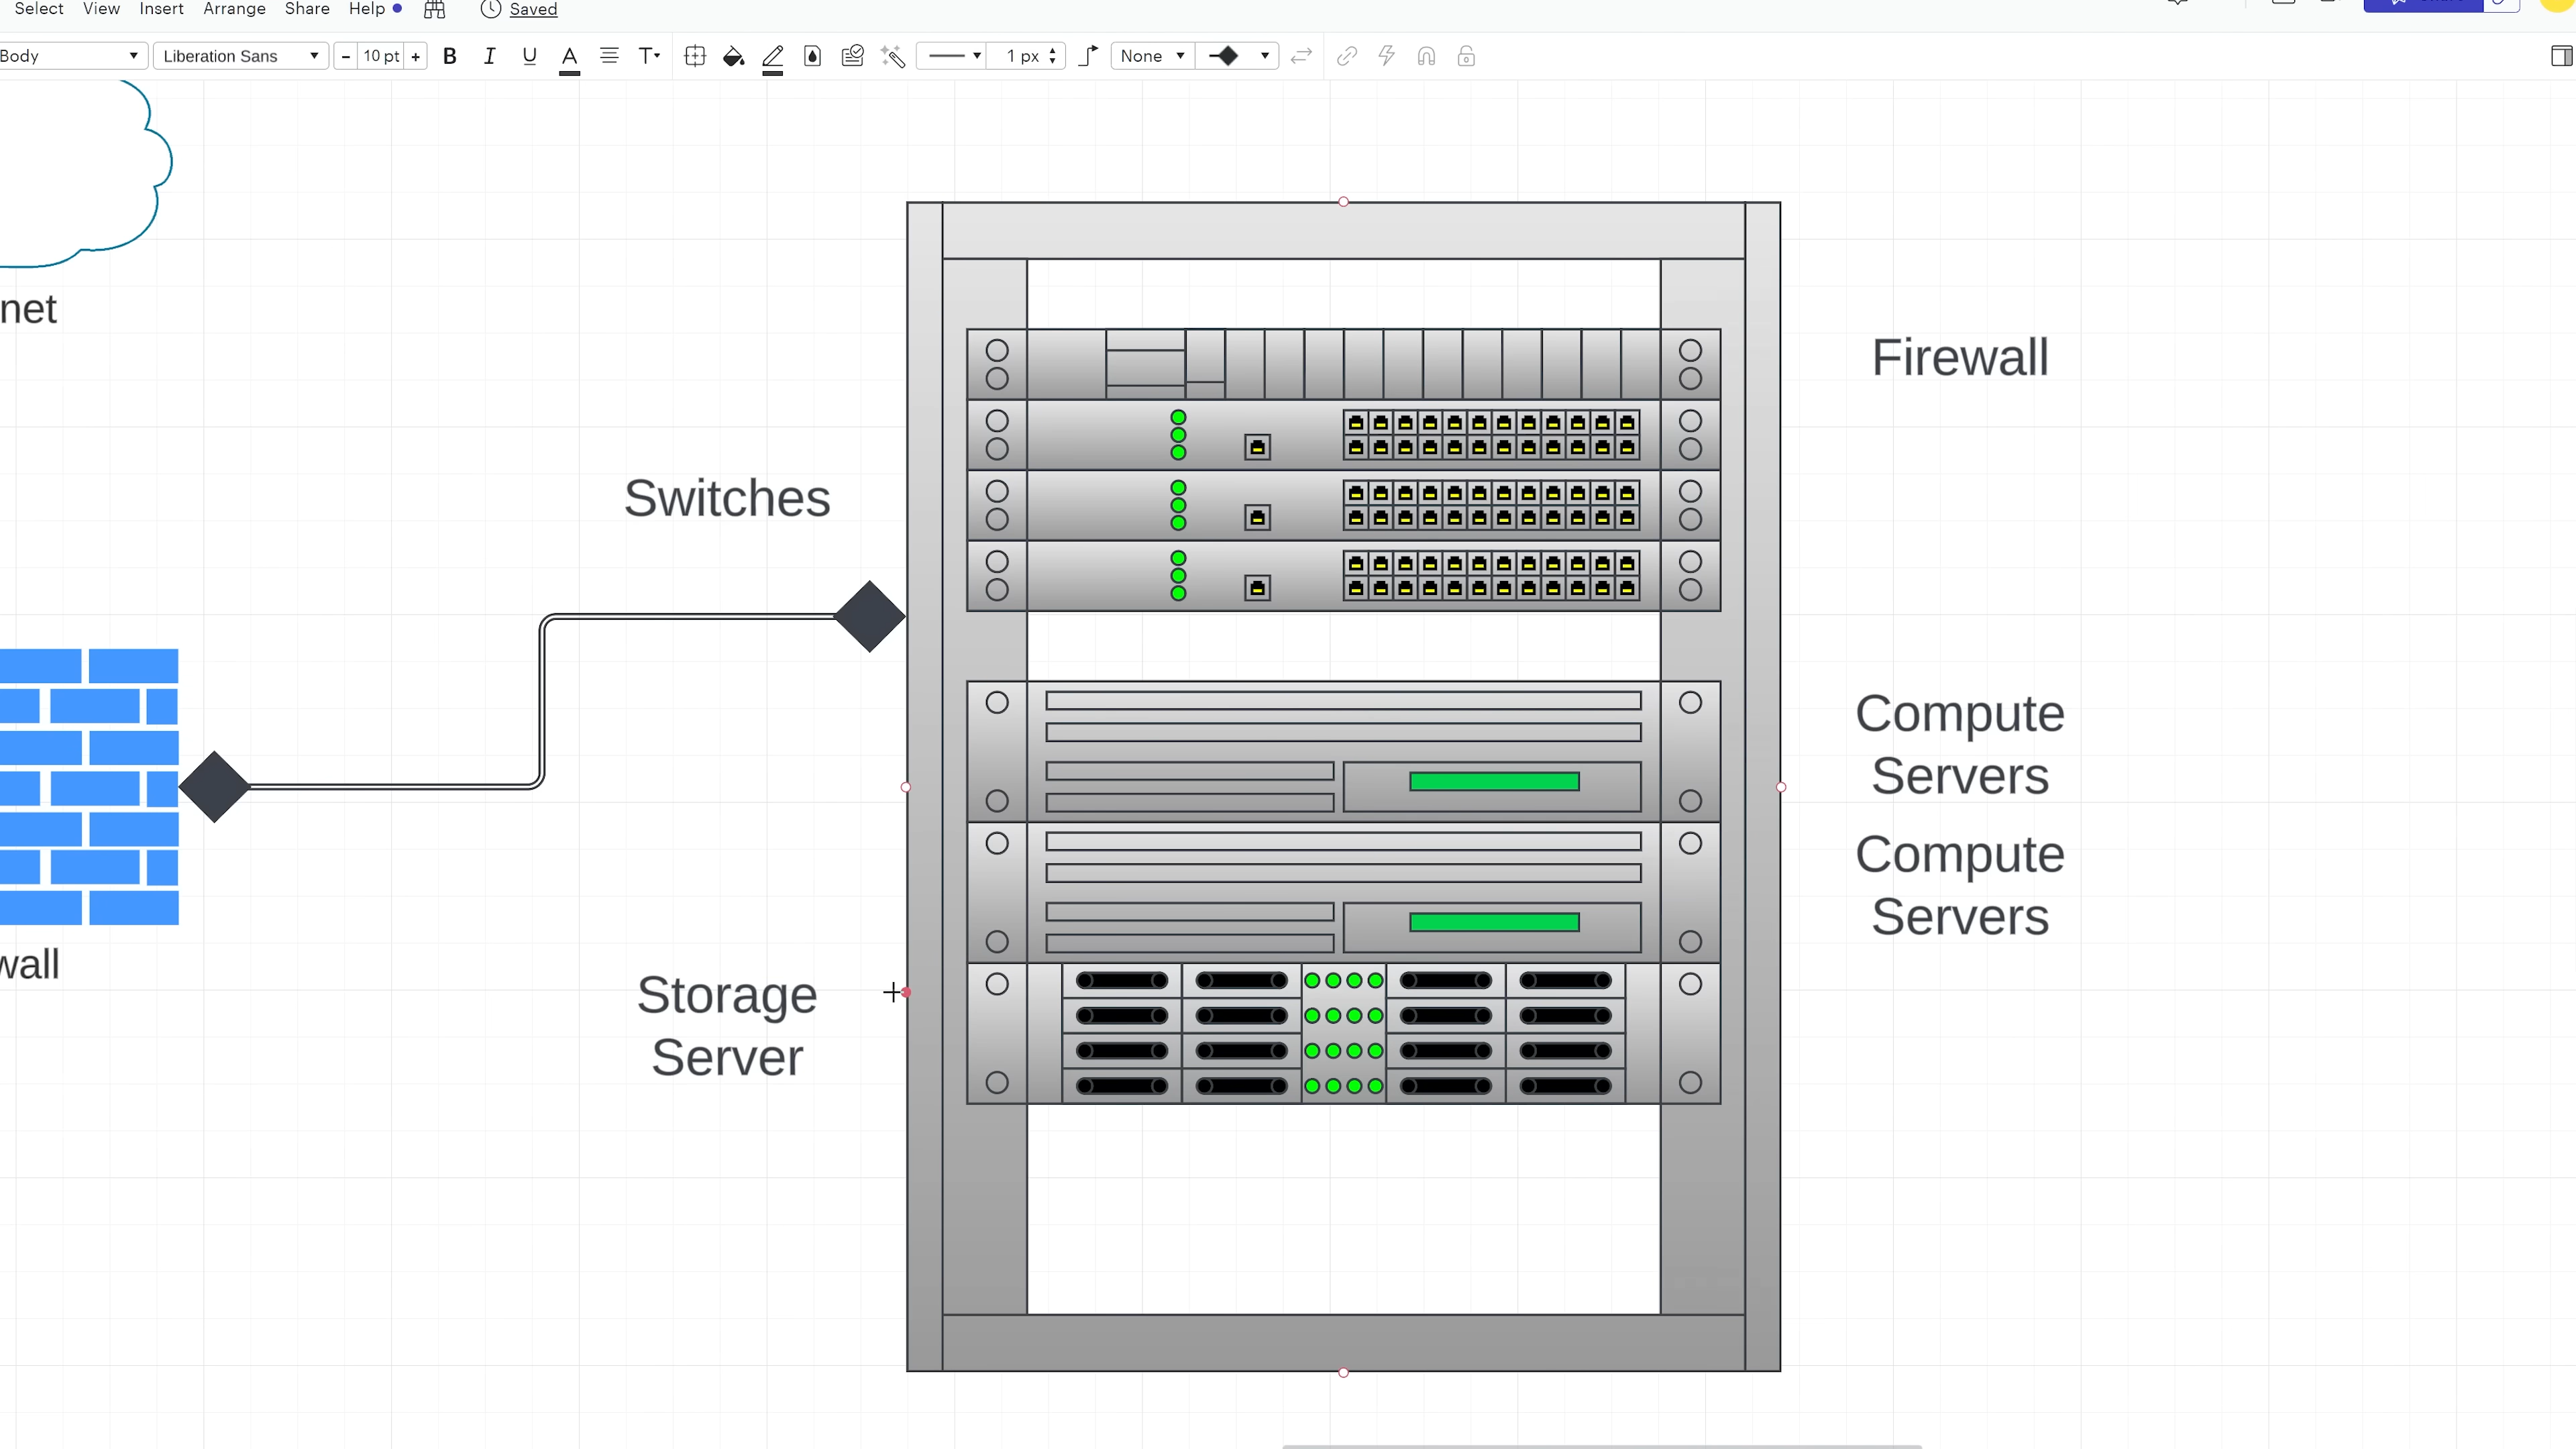 Select View Insert Arrange Share Help Saved
Body Liberation Sans - 10 pt + B I U A T 1 px None
net
Firewall
Switches
Compute
Servers
Compute
Servers
wall
Storage
Server